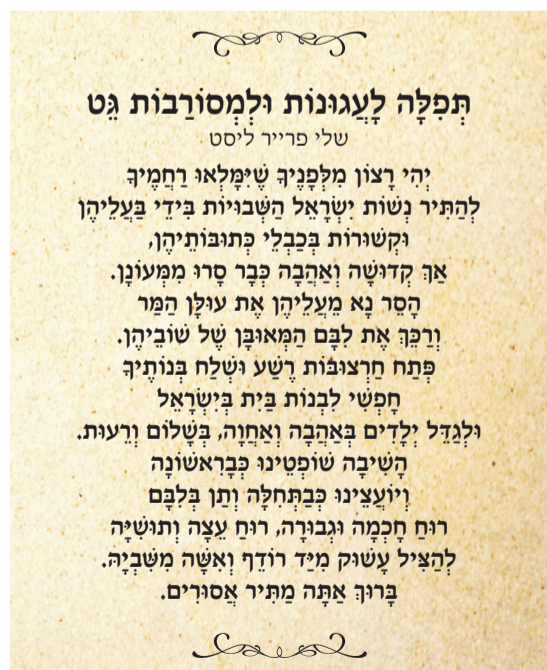 תְּפִלָּה לָעֲגוּנוֹת וּלְמְסוֹרַבוֹת גֵּט
שלי פרייר ליסט
יְהִי רָצוֹן מִלְּפָנֶיךָ שֶׁיִּמָּלְאוּ רַחֲמֶיךָ
לְהַתִּיר נְשׁוֹת יִשְׂרָאֵל הַשְּׁבוּיוֹת בִּידֵי בַּעֲלֵיהֶן
וּקְשׁוּרוֹת בְּכַבְלֵי כְּתוּבּוֹתֵיהֶן,
אַךְ קְדוּשָׁה וְאַהֲבָה כְּבָר סָרוּ מִמְּעוֹנָן.
הָסֵר נָא מֵעֲלֵיהֶן אֶת עוּלָּן הַמַּר
וְרַכֵּךְ אֶת לִבָּם הַמְּאוּבָּן שֶׁל שׁוֹבֵיהֶן.
פְּתַח חַרְצוּבּוֹת רֶשַׁע וּשְׁלַח בְּנוֹתֶיךָ
חָפְשִׁי לִבְנוֹת בַּיִת בְּיִשְׂרָאֵל
וּלְגַדֵּל יְלָדִים בְּאַהֲבָה וְאַחֲוָה, בְּשָׁלוֹם וְרֵעוּת.
הָשִׁיבָה שׁוֹפְטֵינוּ כְּבָרִאשׁוֹנָה
וְיוֹעֲצֵינוּ כְּבַתְּחִלָּה וְתֵן בְּלִבָּם
רוּחַ חָכְמָה וּגְבוּרָה, רוּחַ עֵצָה וְתוּשִׁיָּה
לְהַצִּיל עָשׁוּק מִיַּד רוֹדֵף וְאִשָּׁה מִשִּׁבְיָהּ.
בָּרוּךְ אַתָּה מַתִּיר אֲסוּרִים.